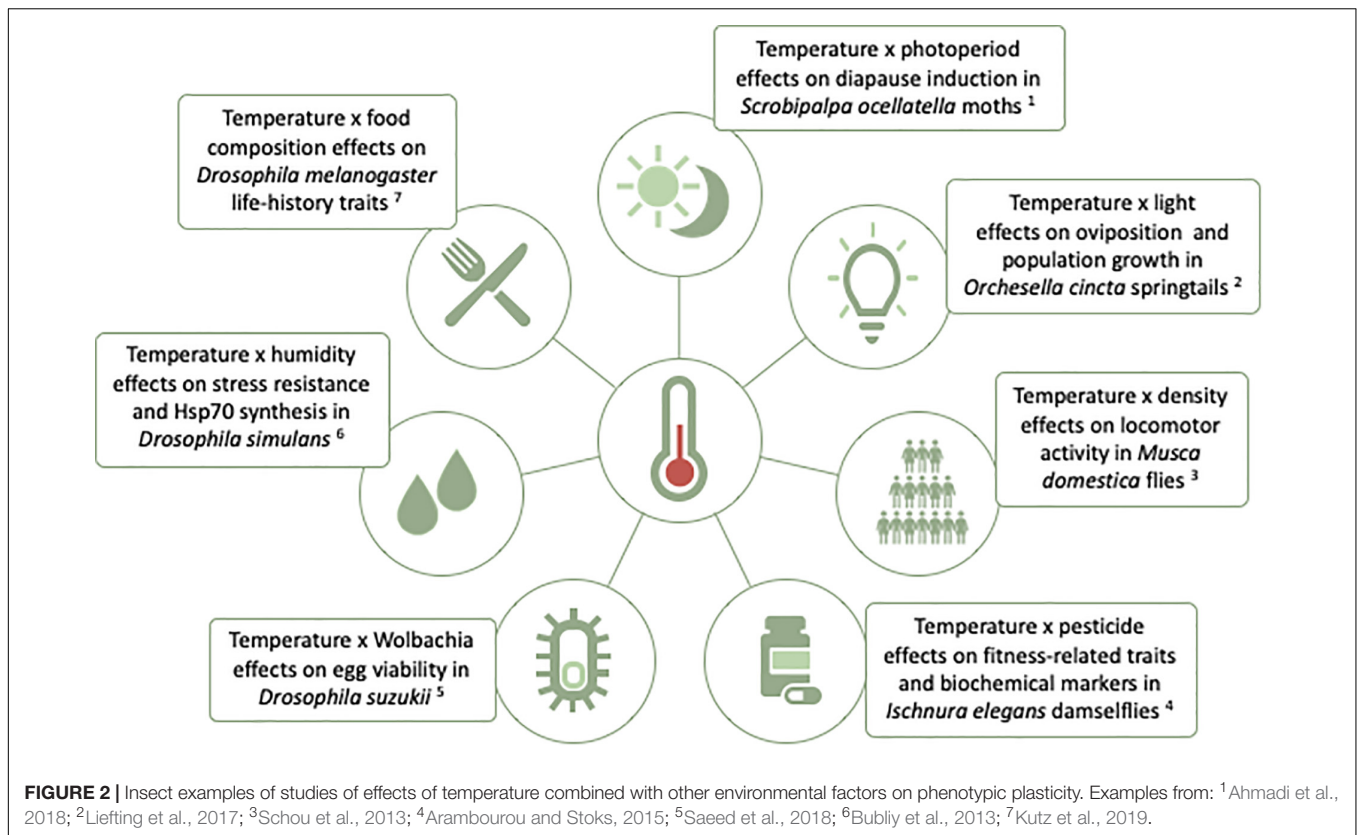 Temperature x photoperiod
effects on diapause induction in
Scrobipalpa ocellatella moths ¹
Temperature x food
composition effects on
Drosophila melanogaster
life-history traits ⁷
Temperature x light
effects on oviposition and
population growth in
Orchesella cincta springtails ²
Temperature x humidity
effects on stress resistance
and Hsp70 synthesis in
Drosophila simulans ⁶
Temperature x density
effects on locomotor
activity in Musca
domestica flies ³
Temperature x Wolbachia
effects on egg viability in
Drosophila suzukii ⁵
Temperature x pesticide
effects on fitness-related traits
and biochemical markers in
Ischnura elegans damselflies ⁴
FIGURE 2 | Insect examples of studies of effects of temperature combined with other environmental factors on phenotypic plasticity. Examples from: ¹Ahmadi et al.,
2018; ²Liefting et al., 2017; ³Schou et al., 2013; ⁴Arambourou and Stoks, 2015; ⁵Saeed et al., 2018; ⁶Bubliy et al., 2013; ⁷Kutz et al., 2019.